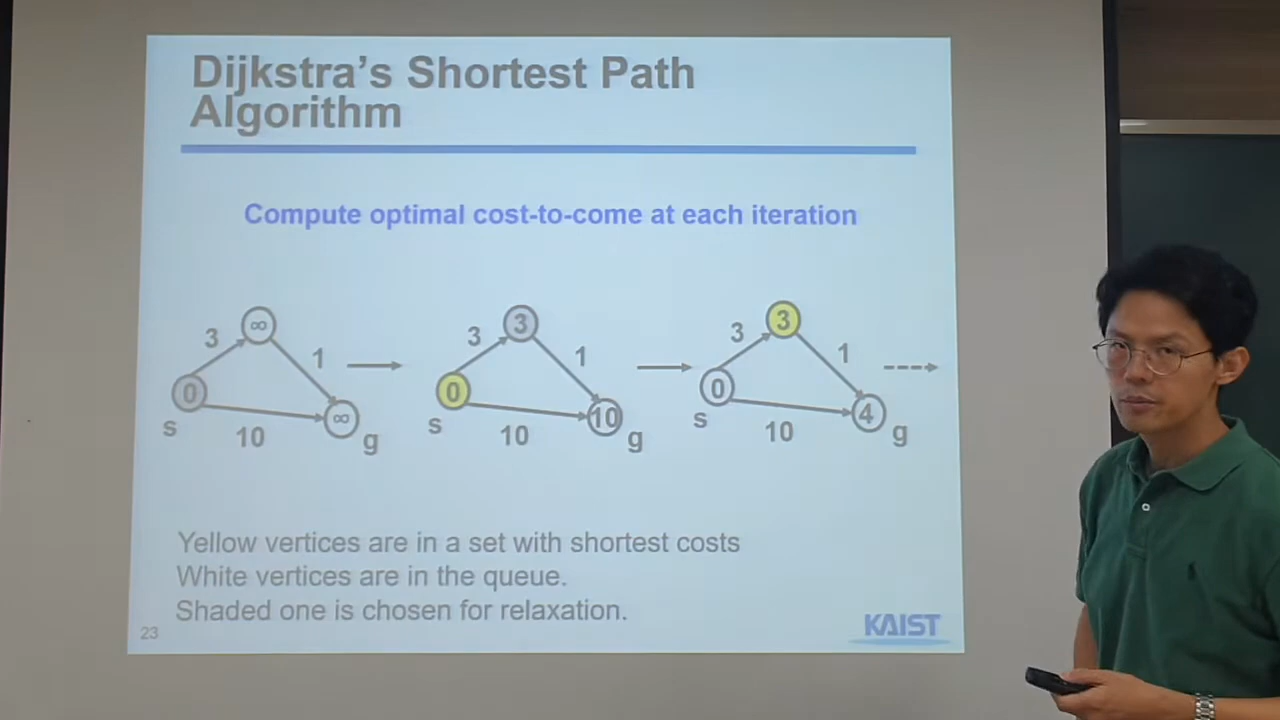 Dijkstra's Shortest Path
Algorithm
Compute optimal cost-to-come at each iteration
3 ∞ 1 0 ∞ s 10 g
3 3 1 0 10 s 10 g
3 3 1 0 4 s 10 g
Yellow vertices are in a set with shortest costs
White vertices are in the queue.
Shaded one is chosen for relaxation.
23
KAIST